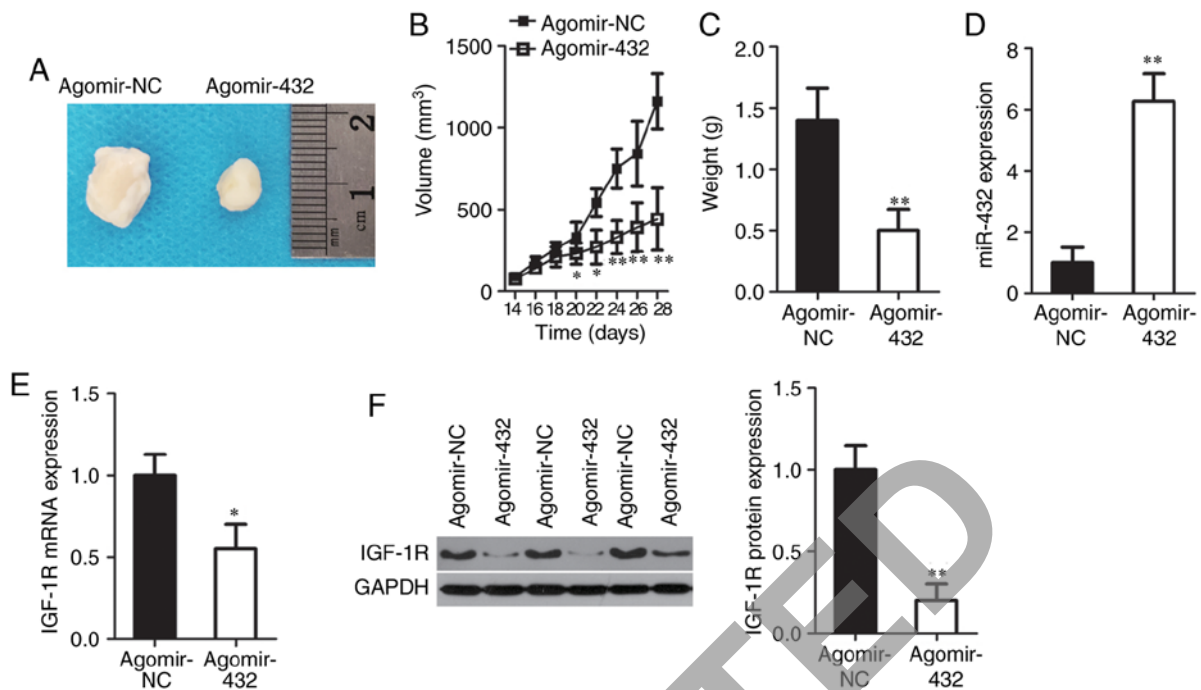 A
Agomir-NC
Agomir-432
2
1
cm
mm
B
Agomir-NC
Agomir-432
Volume (mm³)
1500
1000
500
0
14 16 18 20 22 24 26 28
* * ** ** **
Time (days)
C
Weight (g)
2.0
1.5
1.0
0.5
0.0
**
Agomir-
NC
Agomir-
432
D
miR-432 expression
8
6
4
2
0
**
Agomir-
NC
Agomir-
432
E
IGF-1R mRNA expression
1.5
1.0
0.5
0.0
*
Agomir-
NC
Agomir-
432
F
Agomir-NC
Agomir-432
Agomir-NC
Agomir-432
Agomir-NC
Agomir-432
IGF-1R
GAPDH
IGF-1R protein expression
1.5
1.0
0.5
0.0
**
Agomir-
NC
Agomir-
432
TED